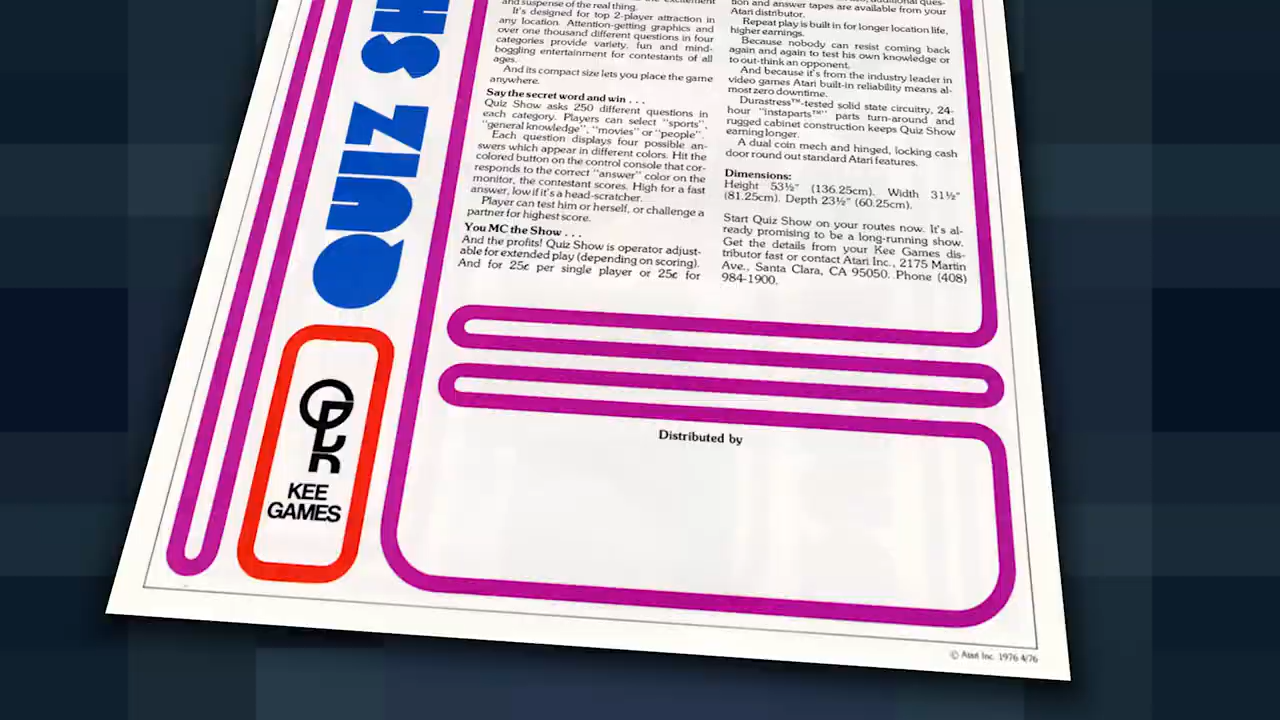 QUIZ SH
and suspense of the real thing.
It's designed for top 2-player attraction in
any location. Attention-getting graphics and
over one thousand different questions in four
categories provide variety, fun and mind-
boggling entertainment for contestants of all
ages.
And its compact size lets you place the game
anywhere.
Say the secret word and win . . .
Quiz Show asks 250 different questions in
each category. Players can select "sports",
"general knowledge", "movies" or "people".
Each question displays four possible an-
swers which appear in different colors. Hit the
colored button on the control console that cor-
responds to the correct "answer" color on the
monitor, the contestant scores. High for a fast
answer, low if it's a head-scratcher.
Player can test him or herself, or challenge a
partner for highest score.
You MC the Show . . .
And the profits! Quiz Show is operator adjust-
able for extended play (depending on scoring).
And for 25¢ per single player or 25¢ for
tion and answer tapes are available from your
Atari distributor.
Repeat play is built in for longer location life,
higher earnings.
Because nobody can resist coming back
again and again to test his own knowledge or
to out-think an opponent.
And because it's from the industry leader in
video games Atari built-in reliability means al-
most zero downtime.
Durastress™-tested solid state circuitry, 24-
hour "instaparts™" parts turn-around and
rugged cabinet construction keeps Quiz Show
earning longer.
A dual coin mech and hinged, locking cash
door round out standard Atari features.
Dimensions:
Height 53½" (136.25cm). Width 31½"
(81.25cm). Depth 23½" (60.25cm).
Start Quiz Show on your routes now. It's al-
ready promising to be a long-running show.
Get the details from your Kee Games dis-
tributor fast or contact Atari Inc., 2175 Martin
Ave., Santa Clara, CA 95050. Phone (408)
984-1900.
KEE
GAMES
Distributed by
© Atari Inc. 1976 4/76